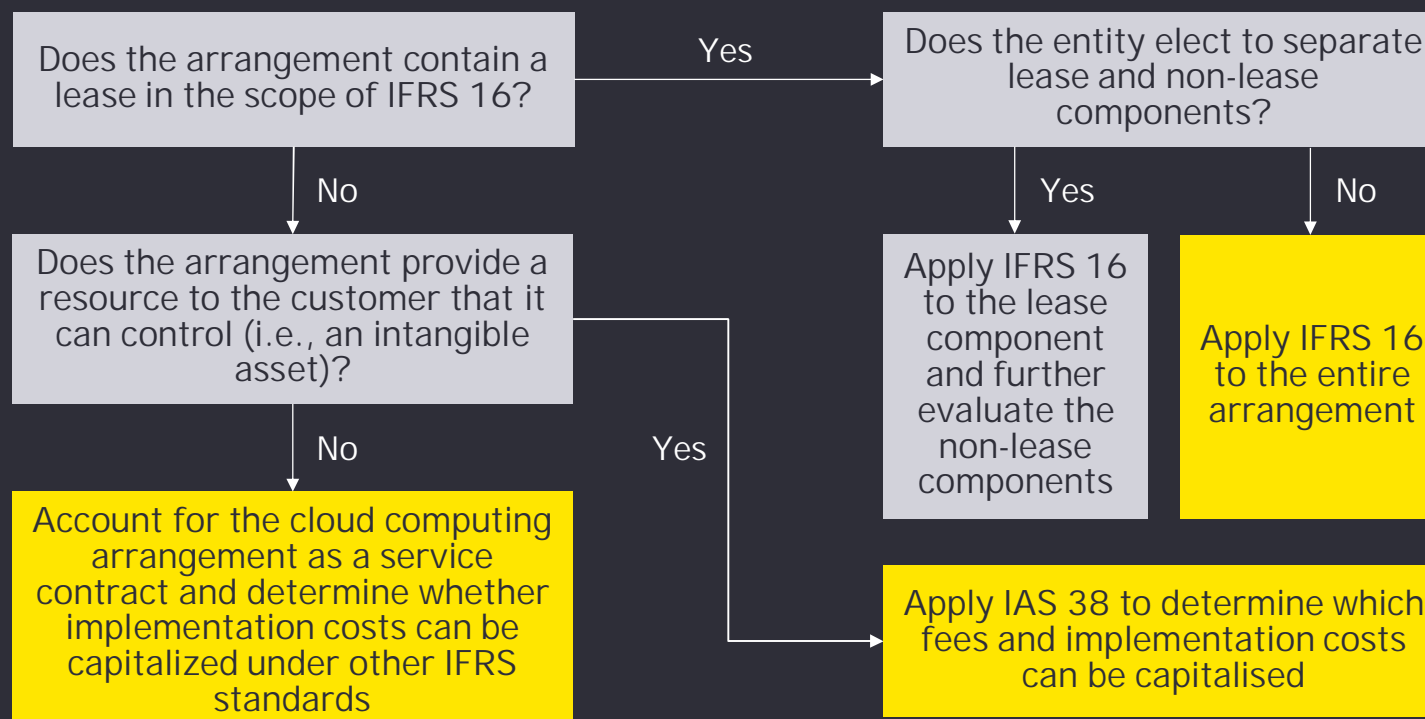 Does the arrangement contain a
lease in the scope of IFRS 16?
Yes
Does the entity elect to separate
lease and non-lease
components?
No
Yes
No
Does the arrangement provide a
resource to the customer that it
can control (i.e., an intangible
asset)?
Apply IFRS 16
to the lease
component
and further
evaluate the
non-lease
components
Apply IFRS 16
to the entire
arrangement
No
Yes
Account for the cloud computing
arrangement as a service
contract and determine whether
implementation costs can be
capitalized under other IFRS
standards
Apply IAS 38 to determine which
fees and implementation costs
can be capitalised